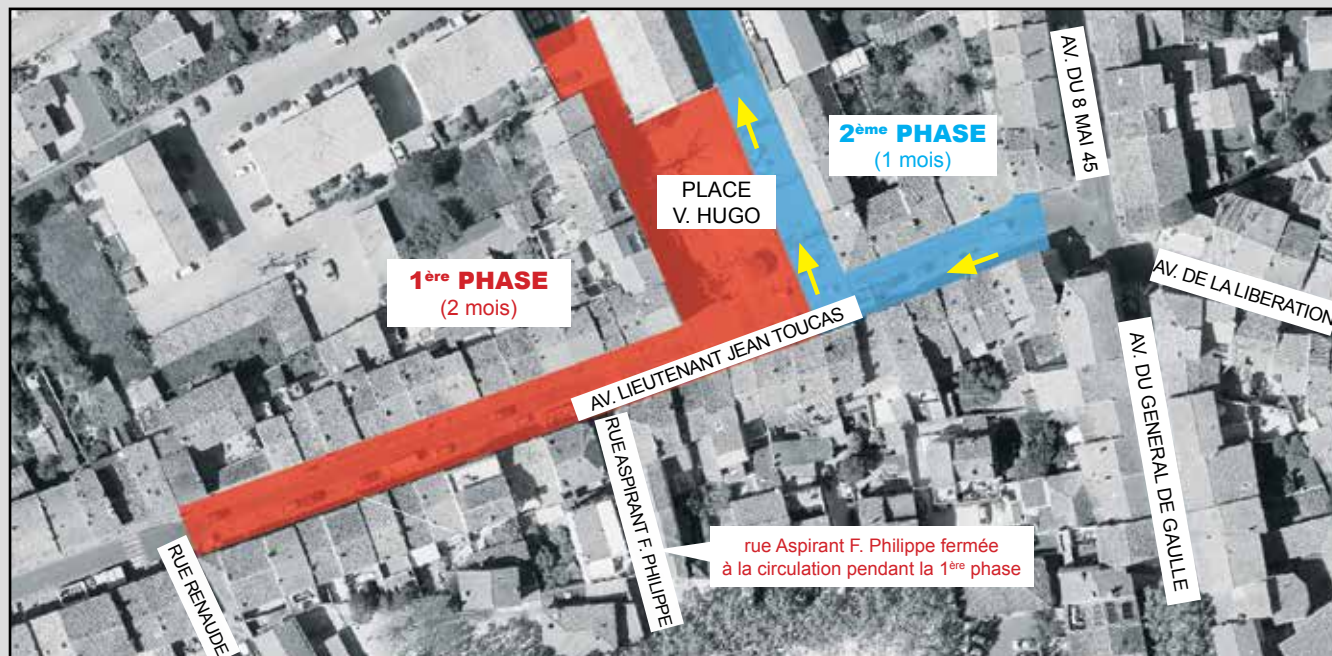 AV. DU 8 MAI 45
2ème PHASE
(1 mois)
PLACE
V. HUGO
1ère PHASE
(2 mois)
AV. DE LA LIBERATION
AV. LIEUTENANT JEAN TOUCAS
AV. DU GENERAL DE GAULLE
RUE ASPIRANT F. PHILIPPE
rue Aspirant F. Philippe fermée
à la circulation pendant la 1ère phase
RUE RENAUDE